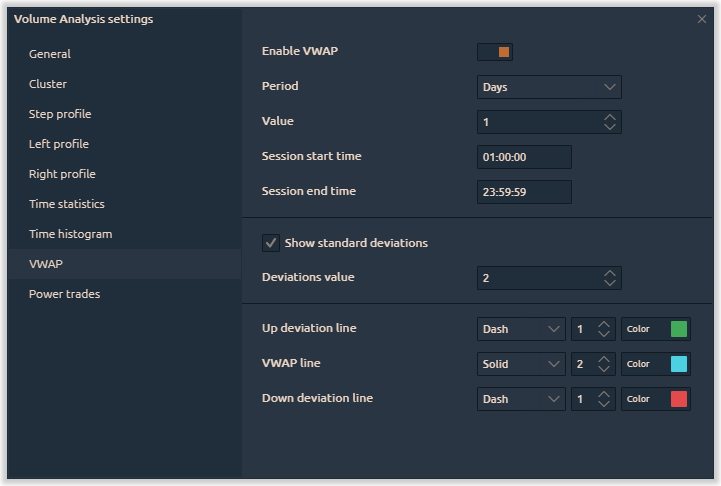 Volume Analysis settings
General
Cluster
Step profile
Left profile
Right profile
Time statistics
Time histogram
VWAP
Power trades
Enable VWAP
Period Days
Value 1
Session start time 01:00:00
Session end time 23:59:59
Show standard deviations
Deviations value 2
Up deviation line Dash 1 Color
VWAP line Solid 2 Color
Down deviation line Dash 1 Color